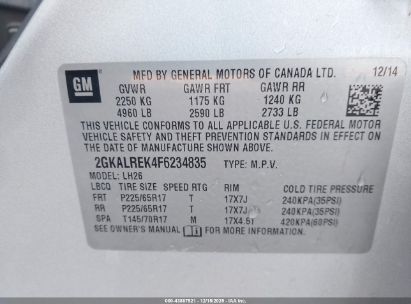 GM
MFD BY GENERAL MOTORS OF CANADA LTD. 12/14
GVWR GAWR FRT GAWR RR
2250 KG 1175 KG 1240 KG
4960 LB 2590 LB 2733 LB
THIS VEHICLE CONFORMS TO ALL APPLICABLE U.S. FEDERAL MOTOR
VEHICLE SAFETY AND THEFT PREVENTION STANDARDS IN EFFECT ON
THE DATE OF MANUFACTURE SHOWN ABOVE.
2GKALREK4F6234835 TYPE: M.P.V.
MODEL: LH26
LBCO TIRE SIZE SPEED RTG RIM COLD TIRE PRESSURE
FRT P225/65R17 T 17X7J 240KPA(35PSI)
RR P225/65R17 T 17X7J 240KPA(35PSI)
SPA T145/70R17 M 17X4.5T 420KPA(60PSI)
SEE OWNER'S MANUAL FOR MORE INFORMATION